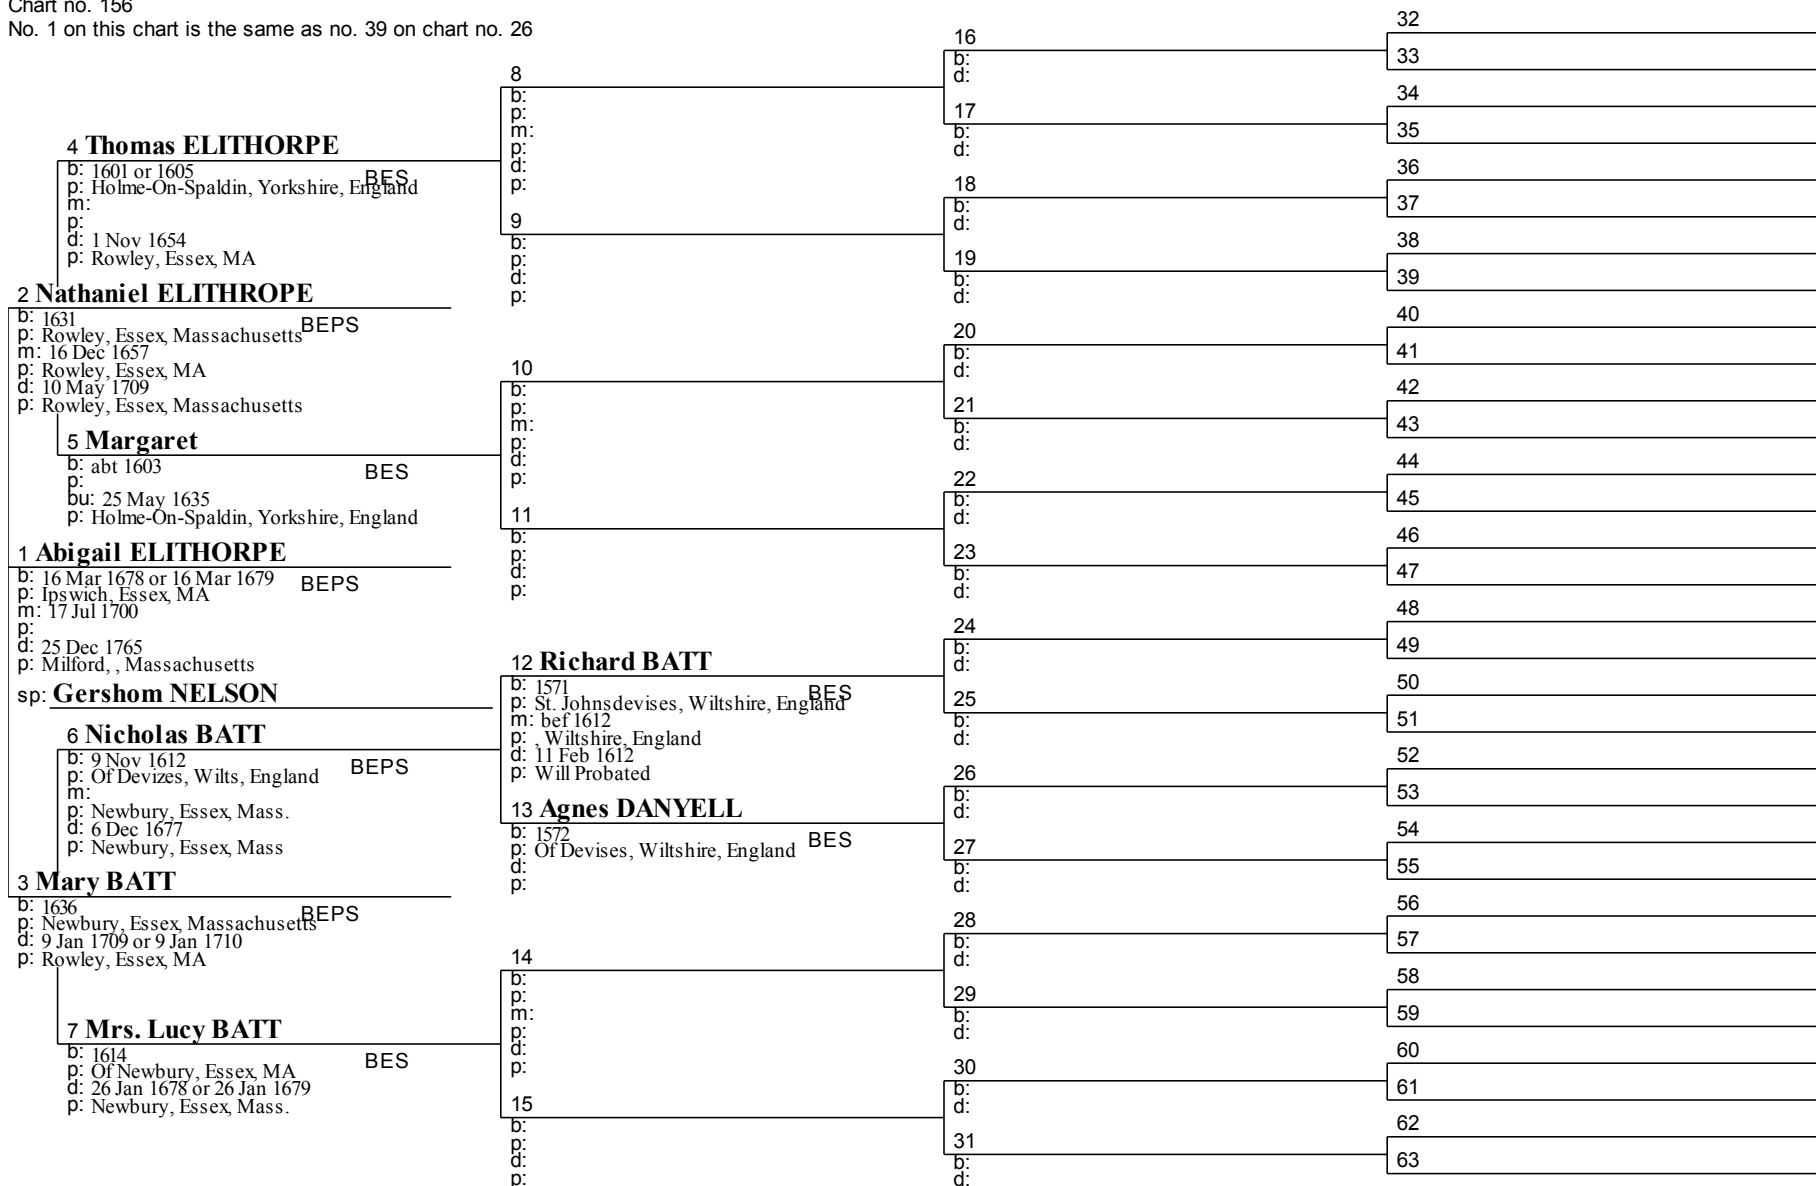 Chart no. 156
No. 1 on this chart is the same as no. 39 on chart no. 26
4 Thomas ELITHORPE
b: 1601 or 1605
BES
p: Holme-On-Spaldin, Yorkshire, England
m:
p:
d: 1 Nov 1654
p: Rowley, Essex, MA
2 Nathaniel ELITHROPE
b: 1631
BEPS
p: Rowley, Essex, Massachusetts
m: 16 Dec 1657
p: Rowley, Essex, MA
d: 10 May 1709
p: Rowley, Essex, Massachusetts
5 Margaret
b: abt 1603
BES
p:
bu: 25 May 1635
p: Holme-On-Spaldin, Yorkshire, England
1 Abigail ELITHORPE
b: 16 Mar 1678 or 16 Mar 1679
BEPS
p: Ipswich, Essex, MA
m: 17 Jul 1700
p:
d: 25 Dec 1765
p: Milford, , Massachusetts
sp: Gershom NELSON
6 Nicholas BATT
b: 9 Nov 1612
BEPS
p: Of Devizes, Wilts, England
m:
p: Newbury, Essex, Mass.
d: 6 Dec 1677
p: Newbury, Essex, Mass
3 Mary BATT
b: 1636
BEPS
p: Newbury, Essex, Massachusetts
d: 9 Jan 1709 or 9 Jan 1710
p: Rowley, Essex, MA
7 Mrs. Lucy BATT
b: 1614
BES
p: Of Newbury, Essex, MA
d: 26 Jan 1678 or 26 Jan 1679
p: Newbury, Essex, Mass.
8
b:
p:
m:
p:
d:
p:
9
b:
p:
d:
p:
10
b:
p:
m:
p:
d:
p:
11
b:
p:
d:
p:
12 Richard BATT
b: 1571
BES
p: St. Johnsdevises, Wiltshire, England
m: bef 1612
p: , Wiltshire, England
d: 11 Feb 1612
p: Will Probated
13 Agnes DANYELL
b: 1572
BES
p: Of Devises, Wiltshire, England
d:
p:
14
b:
p:
m:
p:
d:
p:
15
b:
p:
d:
p:
16
b:
d:
17
b:
d:
18
b:
d:
19
b:
d:
20
b:
d:
21
b:
d:
22
b:
d:
23
b:
d:
24
b:
d:
25
b:
d:
26
b:
d:
27
b:
d:
28
b:
d:
29
b:
d:
30
b:
d:
31
b:
d:
32
33
34
35
36
37
38
39
40
41
42
43
44
45
46
47
48
49
50
51
52
53
54
55
56
57
58
59
60
61
62
63